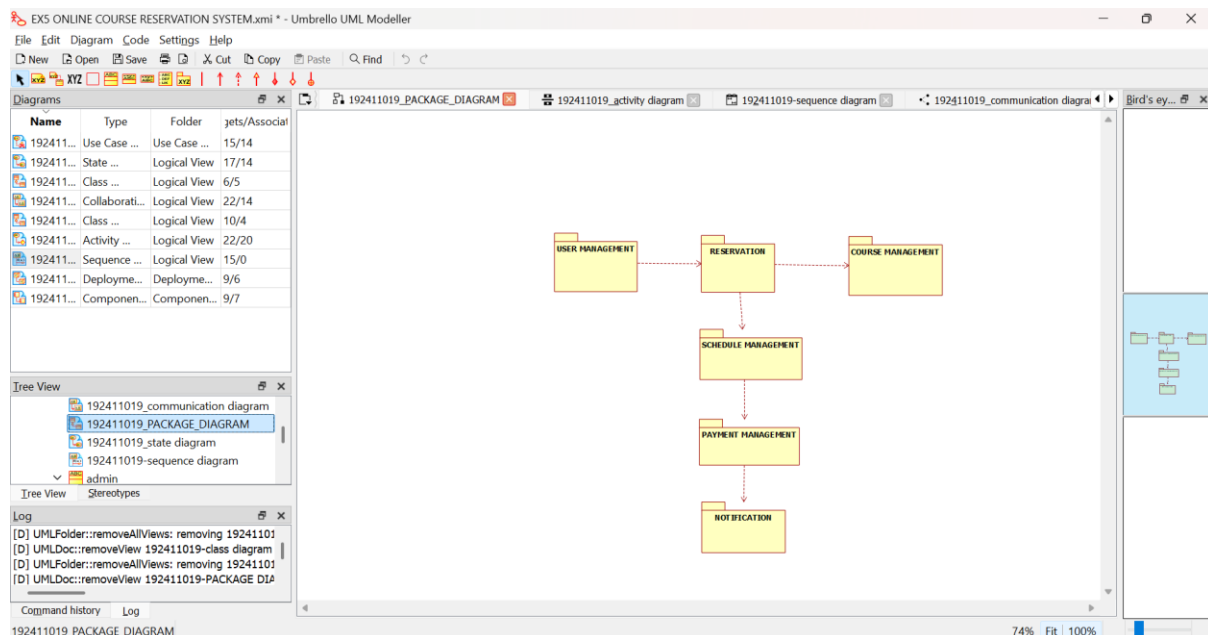 EX5 ONLINE COURSE RESERVATION SYSTEM.xmi * - Umbrello UML Modeller
File Edit Diagram Code Settings Help
New Open Save Cut Copy Paste Find
XYZ
Diagrams
Name Type Folder gets/Associat
192411... Use Case ... Use Case ... 15/14
192411... State ... Logical View 17/14
192411... Class ... Logical View 6/5
192411... Collaborati... Logical View 22/14
192411... Class ... Logical View 10/4
192411... Activity ... Logical View 22/20
192411... Sequence ... Logical View 15/0
192411... Deployme... Deployme... 9/6
192411... Componen... Componen... 9/7
Tree View
192411019_communication diagram
192411019_PACKAGE_DIAGRAM
192411019_state diagram
192411019-sequence diagram
admin
Tree View Stereotypes
Log
[D] UMLFolder::removeAllViews: removing 19241101
[D] UMLDoc::removeView 192411019-class diagram
[D] UMLFolder::removeAllViews: removing 19241101
[D] UMLDoc::removeView 192411019-PACKAGE DIA
Command history Log
192411019_PACKAGE_DIAGRAM 192411019_activity diagram 192411019-sequence diagram 192411019_communication diagra
USER MANAGEMENT
RESERVATION
COURSE MANAGEMENT
SCHEDULE MANAGEMENT
PAYMENT MANAGEMENT
NOTIFICATION
Bird's ey...
192411019_PACKAGE_DIAGRAM
74% Fit 100%